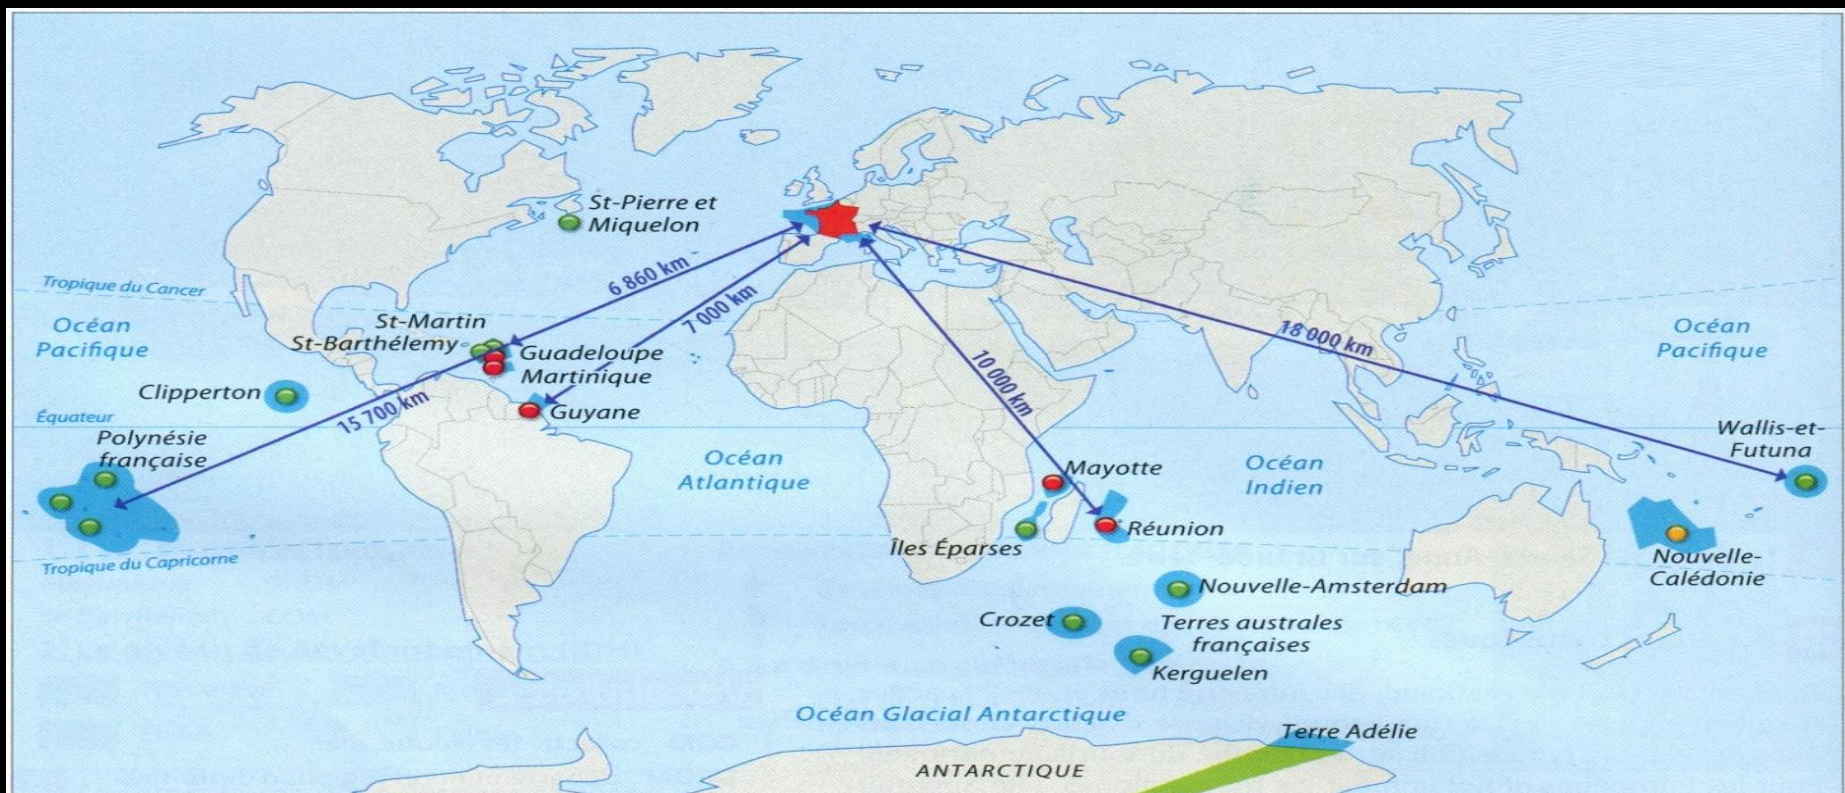 St-Pierre et
Miquelon
6 860 km
7 000 km
Tropique du Cancer
Océan
Pacifique
St-Martin
St-Barthélemy
Guadeloupe
Martinique
Clipperton
Guyane
15 700 km
10 000 km
18 000 km
Océan
Pacifique
Équateur
Polynésie
française
Océan
Atlantique
Mayotte
Océan
Indien
Wallis-et-
Futuna
Îles Éparses
Réunion
Nouvelle-
Calédonie
Tropique du Capricorne
Nouvelle-Amsterdam
Crozet
Terres australes
françaises
Kerguelen
Océan Glacial Antarctique
Terre Adélie
ANTARCTIQUE